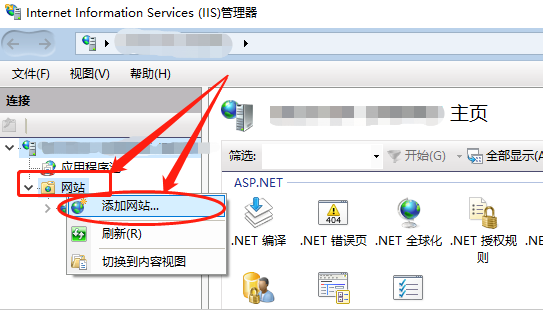 Internet Information Services (IIS)管理器
文件(F) 视图(V) 帮助(H)
连接
主页
应用程序池
网站
筛选: 开始(G) 全部显示(A)
ASP.NET
添加网站...
刷新(R)
切换到内容视图
.NET 编译
.NET 错误页
404
.NET 全球化
.NET 授权规
则